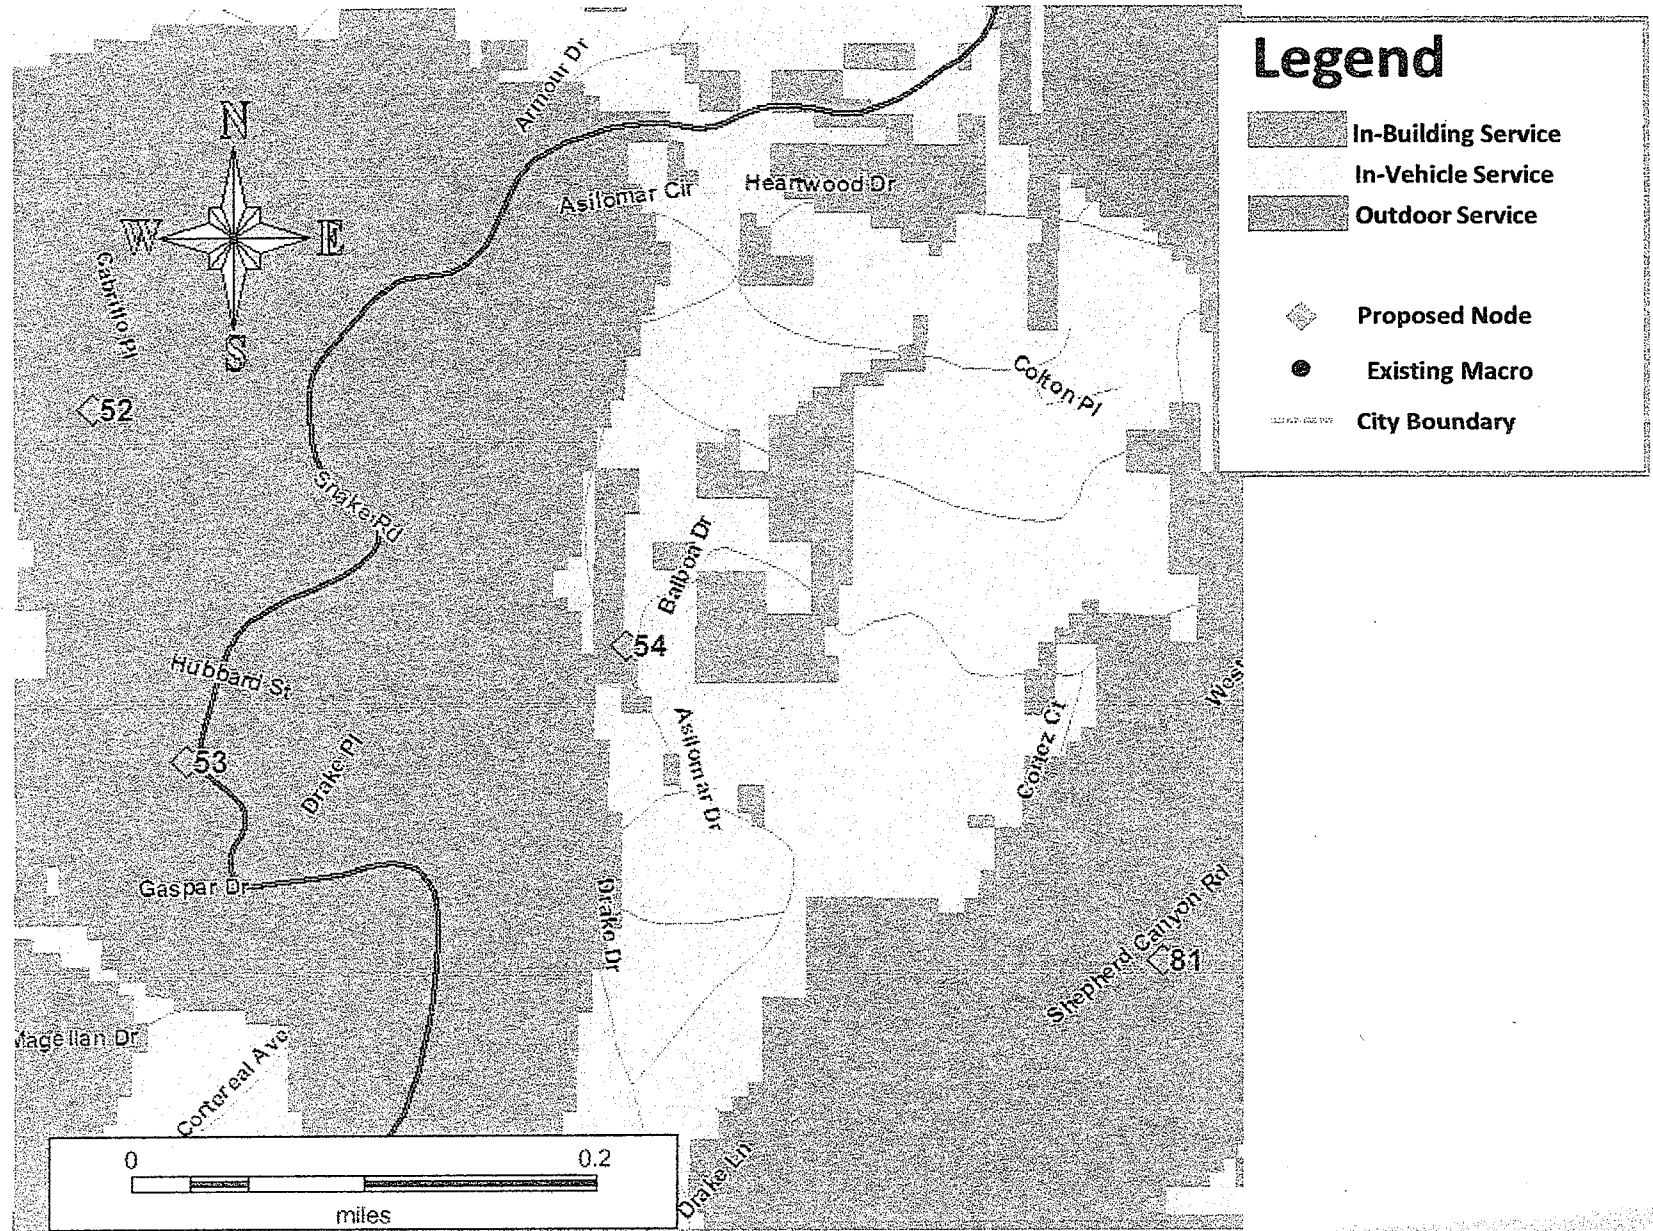 Legend
In-Building Service
In-Vehicle Service
Outdoor Service
Proposed Node
Existing Macro
City Boundary
N
W
E
S
Armour Dr
Asilomar Cir
Heartwood Dr
Cabrillo Pl
52
Colton Pl
Snake Rd
Balboa Dr
54
Hubbard St
53
Drake Pl
Asilomar Dr
Cortez Ct
West
Gaspar Dr
Drake Dr
Shepherd Canyon Rd
81
Magellan Dr
Cortereal Ave
Drake Ln
0
0.2
miles